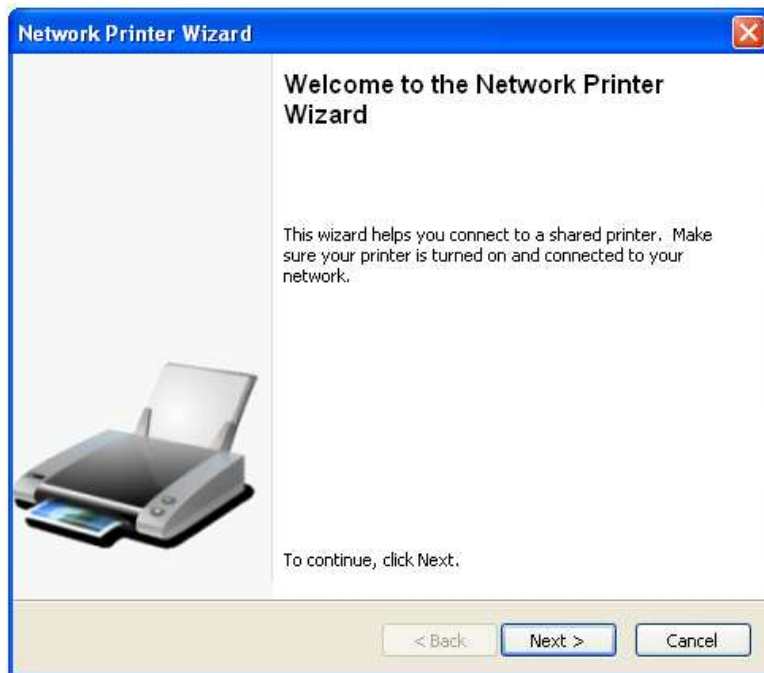 Network Printer Wizard
Welcome to the Network Printer
Wizard
This wizard helps you connect to a shared printer.  Make
sure your printer is turned on and connected to your
network.
To continue, click Next.
< Back
Next >
Cancel